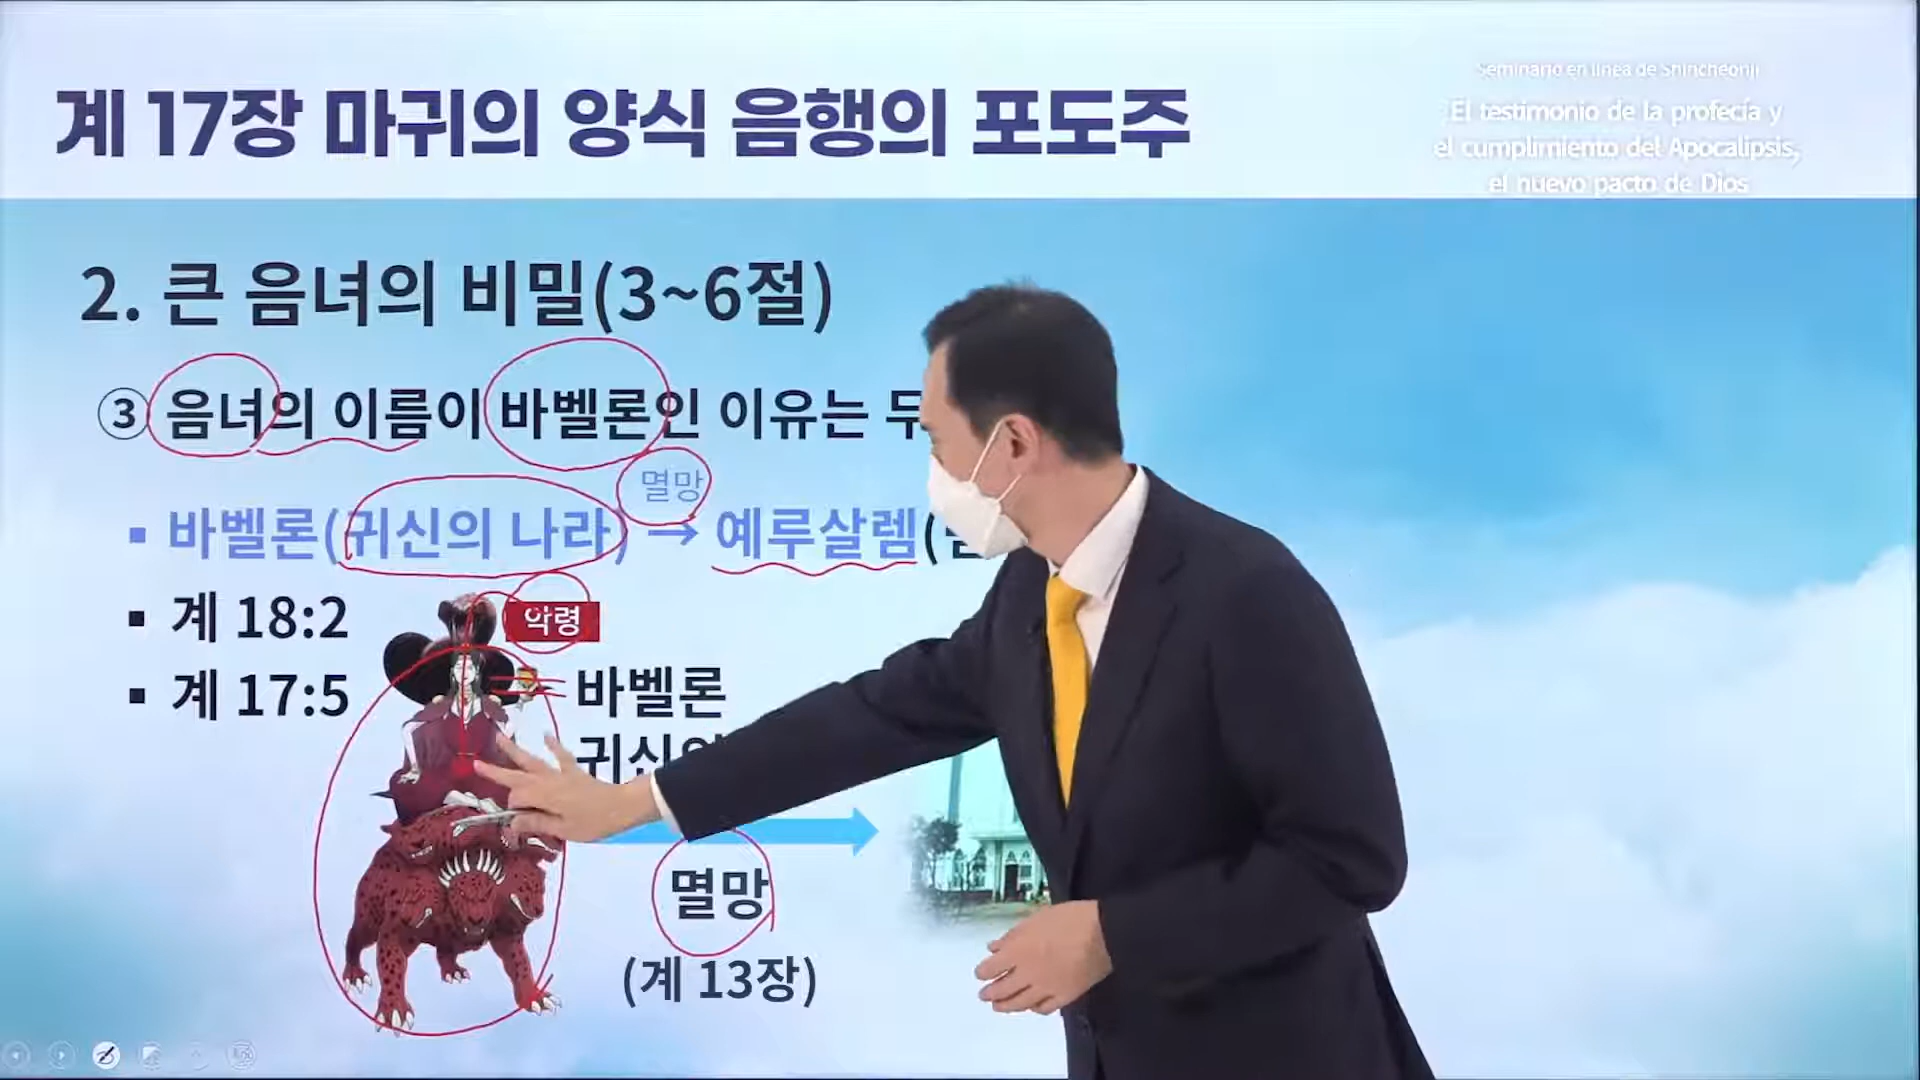 계 17장 마귀의 양식 음행의 포도주
Seminario en línea de Shincheonji
El testimonio de la profecía y
el cumplimiento del Apocalipsis,
el nuevo pacto de Dios
2. 큰 음녀의 비밀(3~6절)
③ 음녀의 이름이 바벨론인 이유는
멸망
▪ 바벨론(귀신의 나라) → 예루살렘(
▪ 계 18:2
악령
▪ 계 17:5
바벨론
멸망
(계 13장)